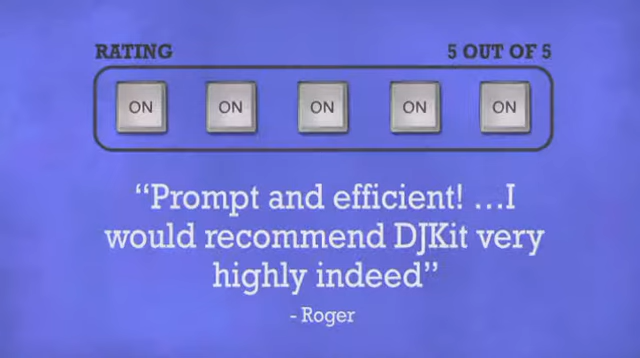 RATING 5 OUT OF 5
ON ON ON ON ON
“Prompt and efficient! …I
would recommend DJKit very
highly indeed”
- Roger